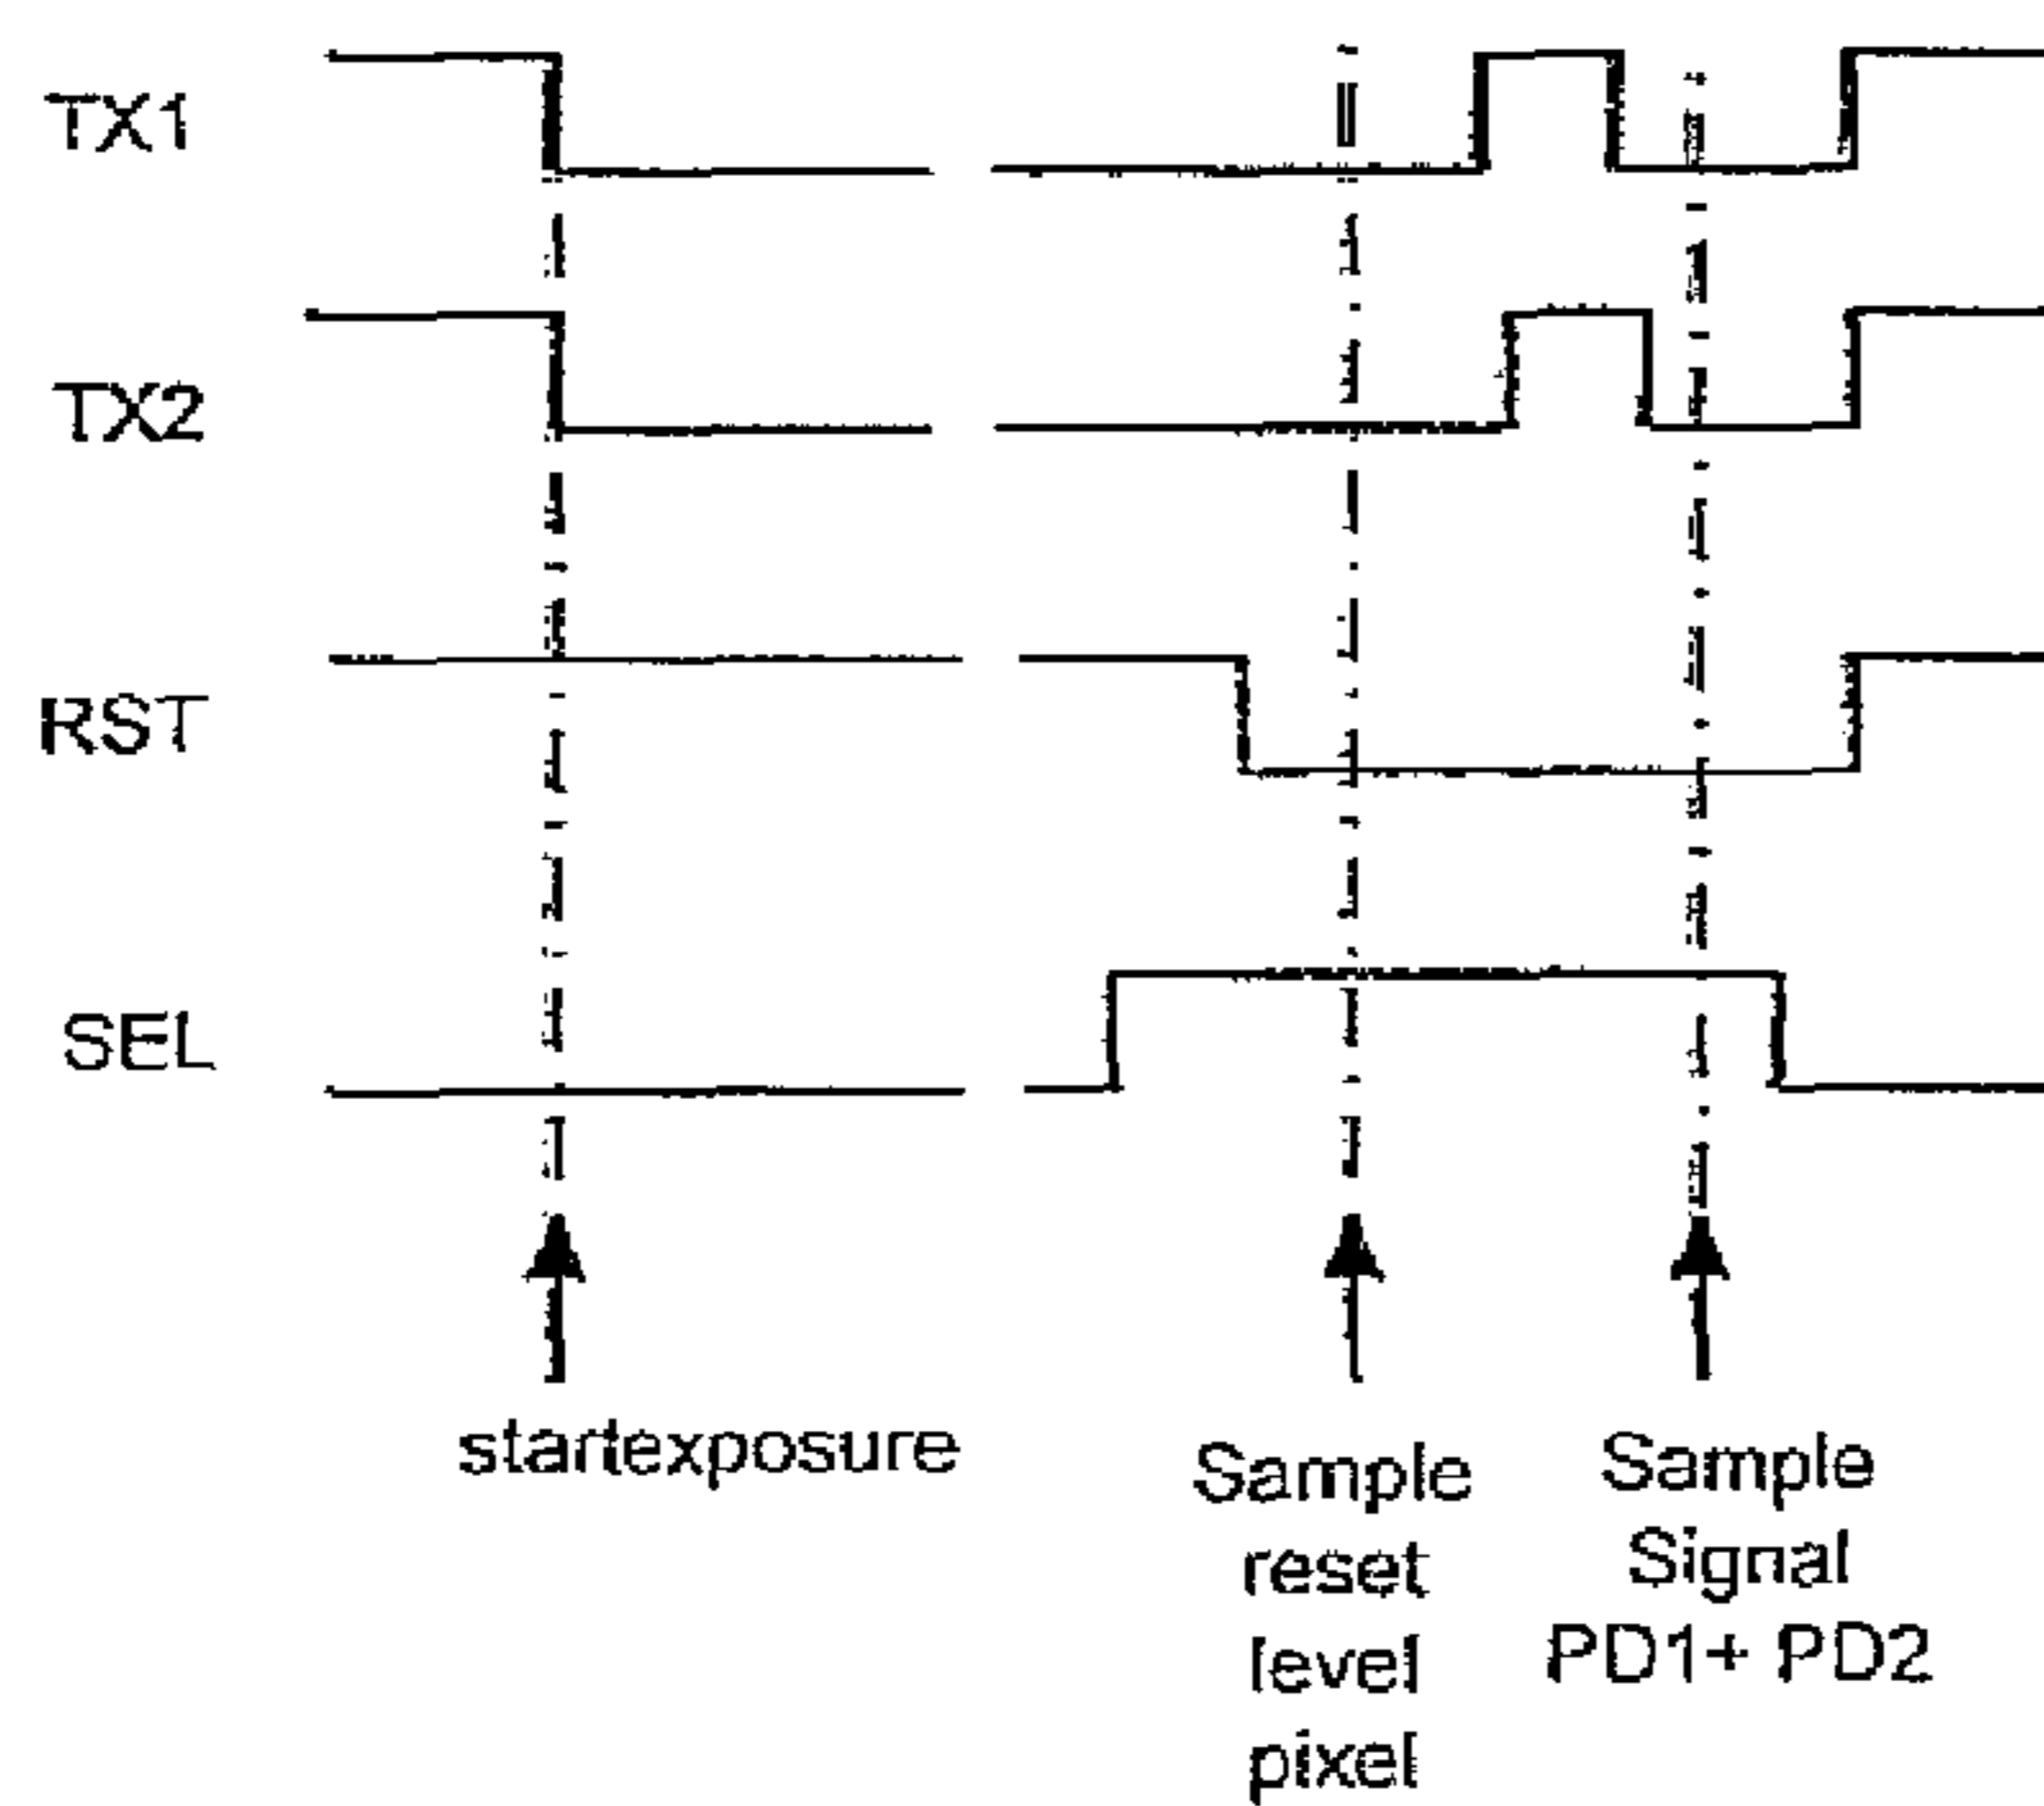 TX1
TX2
RST
SEL
startexposure
Sample
reset
level
pixel
Sample
Signal
PD1+ PD2